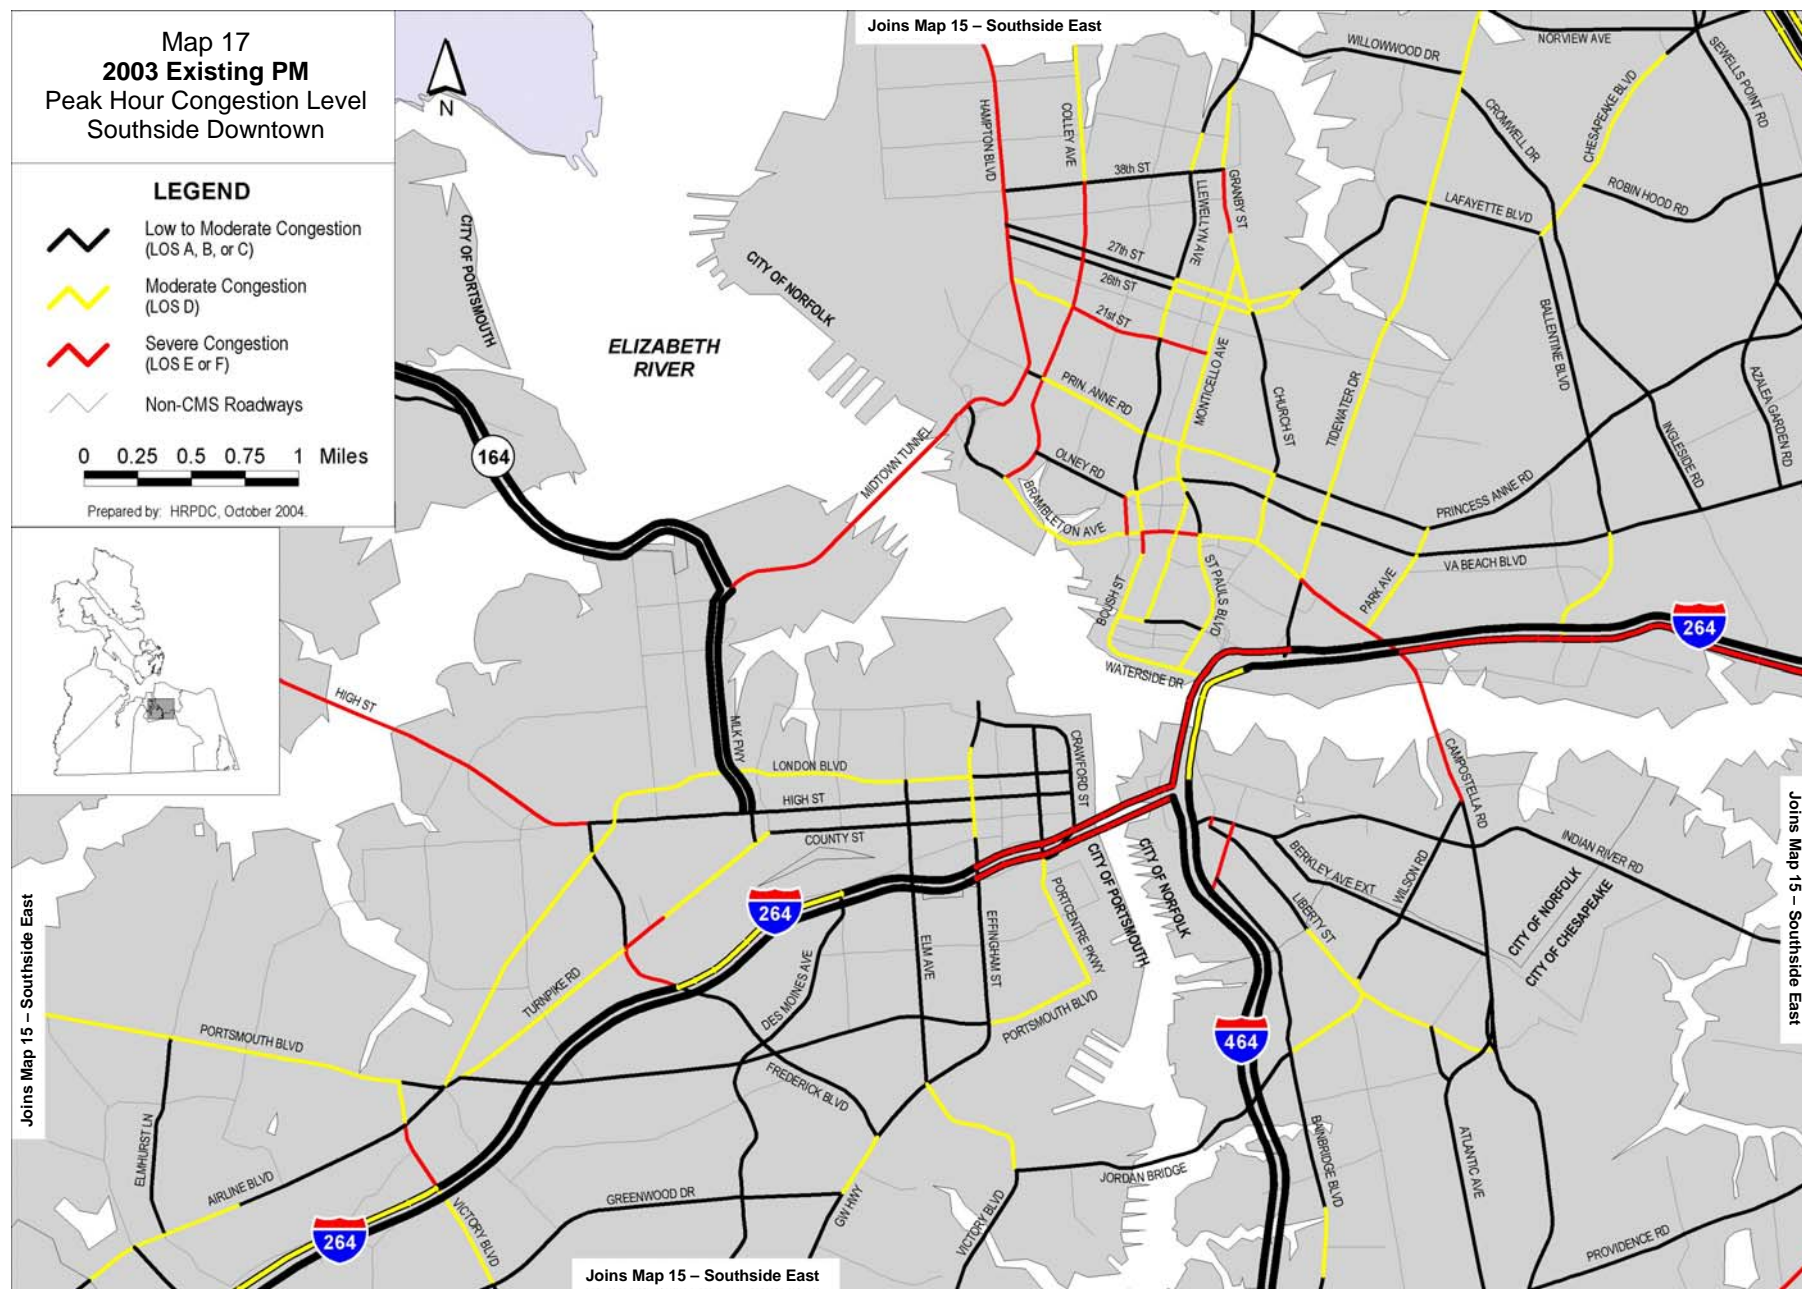 Map 17
2003 Existing PM
Peak Hour Congestion Level
Southside Downtown
LEGEND
Low to Moderate Congestion
(LOS A, B, or C)
Moderate Congestion
(LOS D)
Severe Congestion
(LOS E or F)
Non-CMS Roadways
0 0.25 0.5 0.75 1 Miles
Prepared by: HRPDC, October 2004.
N
Joins Map 15 – Southside East
WILLOWWOOD DR
NORVIEW AVE
SEWELLS POINT RD
CHESAPEAKE BLVD
CROMWELL DR
HAMPTON BLVD
COLLEY AVE
38th ST
LLEWELLYN AVE
GRANBY ST
LAFAYETTE BLVD
ROBIN HOOD RD
CITY OF PORTSMOUTH
CITY OF NORFOLK
27th ST
26th ST
21st ST
ELIZABETH
RIVER
BALLENTINE BLVD
MONTICELLO AVE
PRIN. ANNE RD
CHURCH ST
TIDEWATER DR
AZALEA GARDEN RD
INGLESIDE RD
164
MIDTOWN TUNNEL
OLNEY RD
BRAMBLETON AVE
PRINCESS ANNE RD
VA BEACH BLVD
PARK AVE
BOUSH ST
ST PAULS BLVD
264
WATERSIDE DR
HIGH ST
MLK FWY
LONDON BLVD
CRAWFORD ST
HIGH ST
COUNTY ST
CAMPOSTELLA RD
INDIAN RIVER RD
BERKLEY AVE EXT
WILSON RD
LIBERTY ST
CITY OF NORFOLK
CITY OF CHESAPEAKE
CITY OF PORTSMOUTH
CITY OF NORFOLK
264
PORTCENTRE PKWY
EFFINGHAM ST
ELM AVE
DES MOINES AVE
TURNPIKE RD
PORTSMOUTH BLVD
PORTSMOUTH BLVD
464
FREDERICK BLVD
ELMHURST LN
AIRLINE BLVD
VICTORY BLVD
GREENWOOD DR
GW HWY
VICTORY BLVD
JORDAN BRIDGE
BAINBRIDGE BLVD
ATLANTIC AVE
PROVIDENCE RD
264
Joins Map 15 – Southside East
Joins Map 15 – Southside East
Joins Map 15 – Southside East